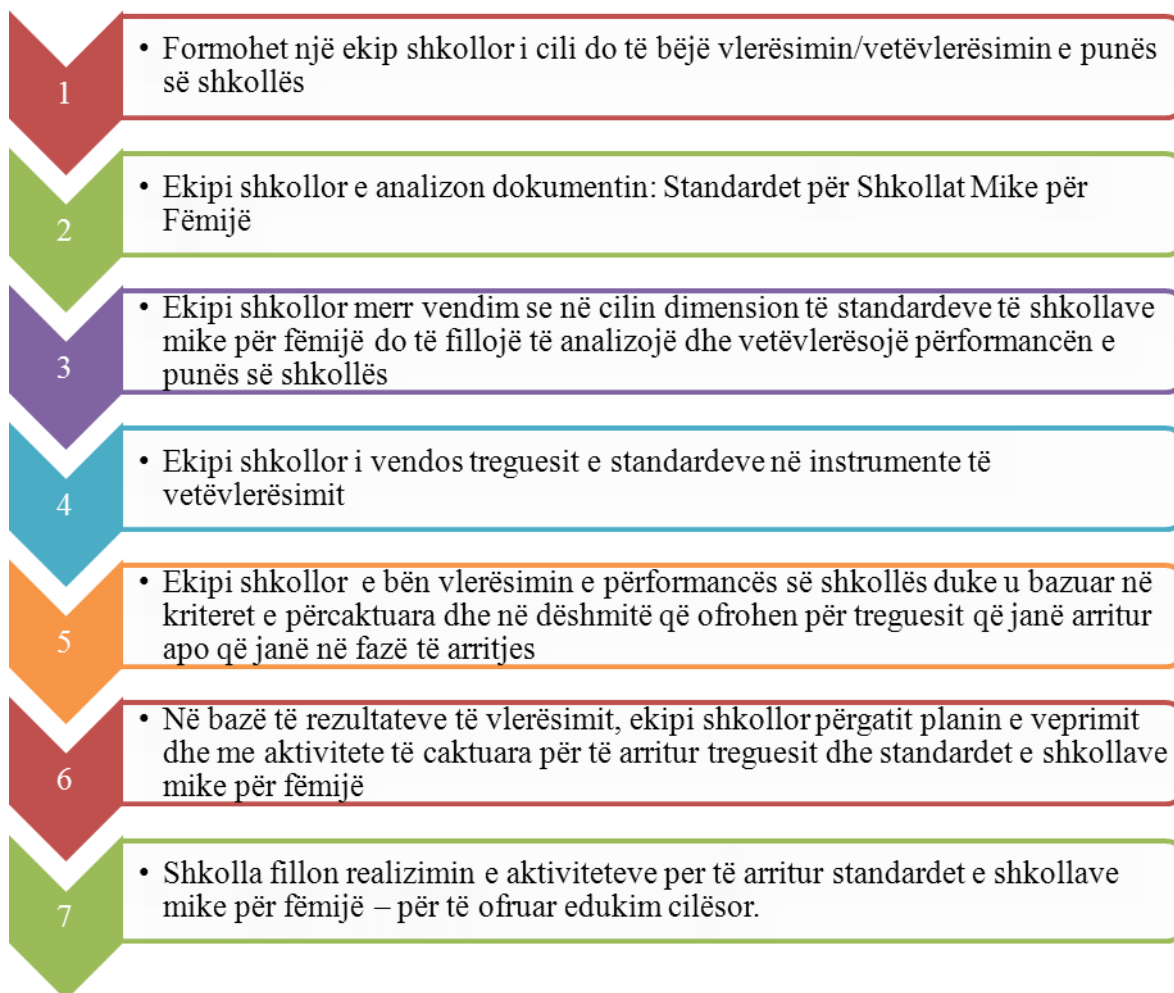 1
• Formohet një ekip shkollor i cili do të bëjë vlerësimin/vetëvlerësimin e punës
së shkollës
2
• Ekipi shkollor e analizon dokumentin: Standardet për Shkollat Mike për
Fëmijë
3
• Ekipi shkollor merr vendim se në cilin dimension të standardeve të shkollave
mike për fëmijë do të fillojë të analizojë dhe vetëvlerësojë përformancën e
punës së shkollës
4
• Ekipi shkollor i vendos treguesit e standardeve në instrumente të
vetëvlerësimit
5
• Ekipi shkollor e bën vlerësimin e përformancës së shkollës duke u bazuar në
kriteret e përcaktuara dhe në dëshmitë që ofrohen për treguesit që janë arritur
apo që janë në fazë të arritjes
6
• Në bazë të rezultateve të vlerësimit, ekipi shkollor përgatit planin e veprimit
dhe me aktivitete të caktuara për të arritur treguesit dhe standardet e shkollave
mike për fëmijë
7
• Shkolla fillon realizimin e aktiviteteve per të arritur standardet e shkollave
mike për fëmijë – për të ofruar edukim cilësor.